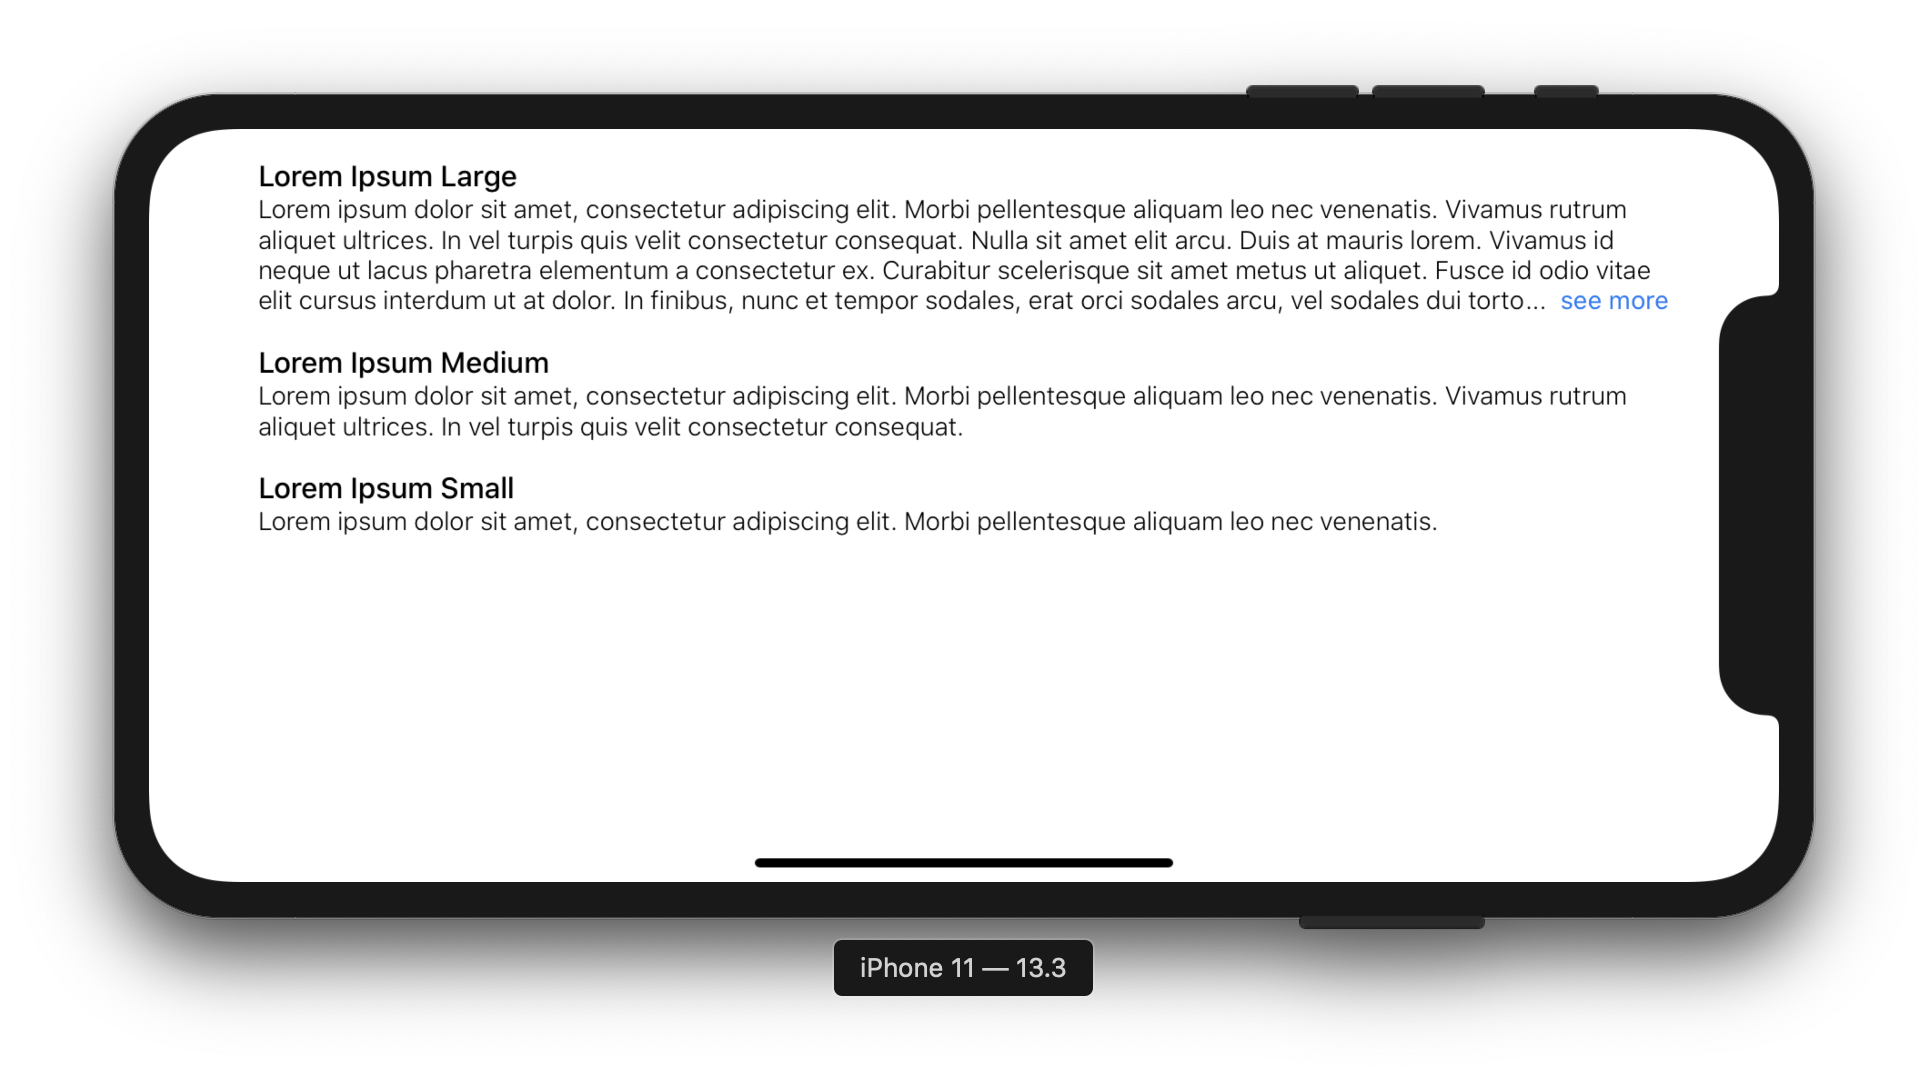 Lorem Ipsum Large
Lorem ipsum dolor sit amet, consectetur adipiscing elit. Morbi pellentesque aliquam leo nec venenatis. Vivamus rutrum
aliquet ultrices. In vel turpis quis velit consectetur consequat. Nulla sit amet elit arcu. Duis at mauris lorem. Vivamus id
neque ut lacus pharetra elementum a consectetur ex. Curabitur scelerisque sit amet metus ut aliquet. Fusce id odio vitae
elit cursus interdum ut at dolor. In finibus, nunc et tempor sodales, erat orci sodales arcu, vel sodales dui torto... see more
Lorem Ipsum Medium
Lorem ipsum dolor sit amet, consectetur adipiscing elit. Morbi pellentesque aliquam leo nec venenatis. Vivamus rutrum
aliquet ultrices. In vel turpis quis velit consectetur consequat.
Lorem Ipsum Small
Lorem ipsum dolor sit amet, consectetur adipiscing elit. Morbi pellentesque aliquam leo nec venenatis.
iPhone 11 — 13.3